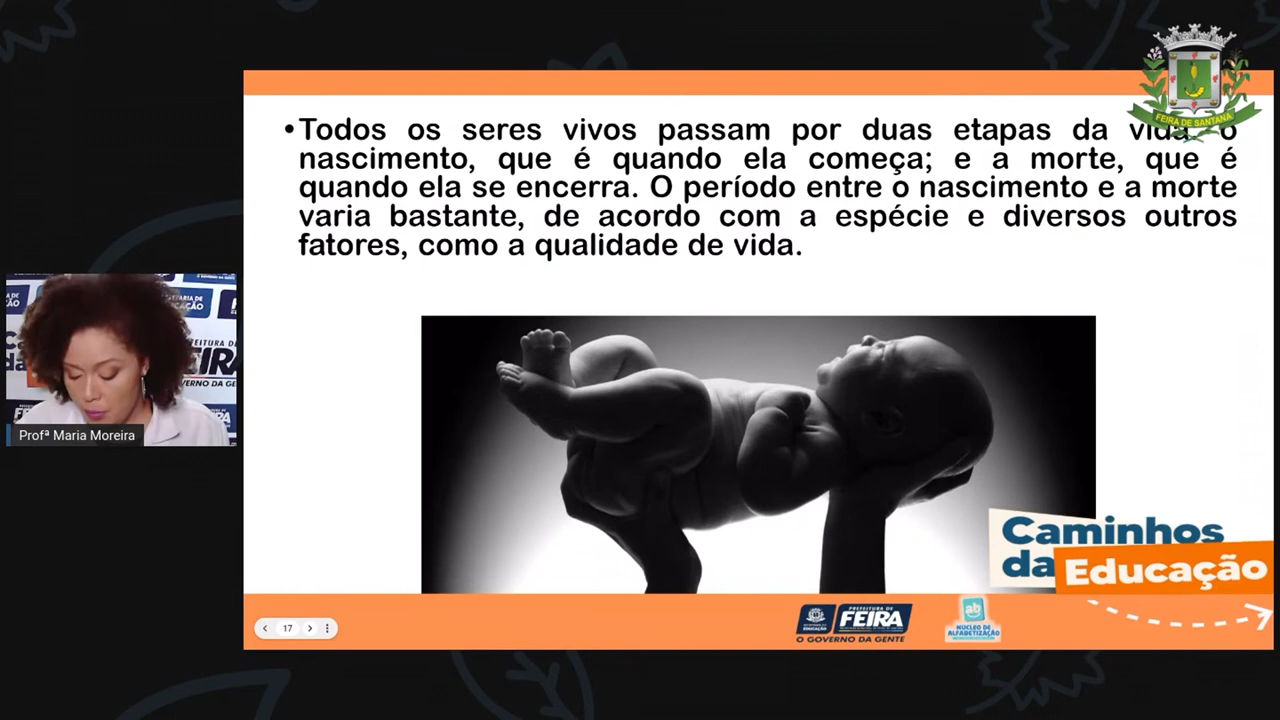 FEIRA DE SANTANA
•Todos os seres vivos passam por duas etapas da vida: o
nascimento, que é quando ela começa; e a morte, que é
quando ela se encerra. O período entre o nascimento e a morte
varia bastante, de acordo com a espécie e diversos outros
fatores, como a qualidade de vida.
PREFEITURA DE
VERNO DA GENTE
Profª Maria Moreira
Caminhos
da Educação
17
EDUCAÇÃO
PREFEITURA DE
FEIRA
O GOVERNO DA GENTE
ab
NÚCLEO DE
ALFABETIZAÇÃO